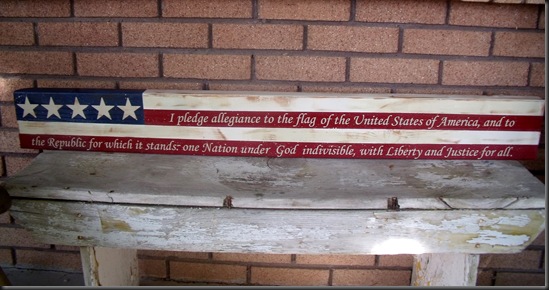 I pledge allegiance to the flag of the United States of America, and to
the Republic for which it stands: one Nation under God indivisible, with Liberty and Justice for all.